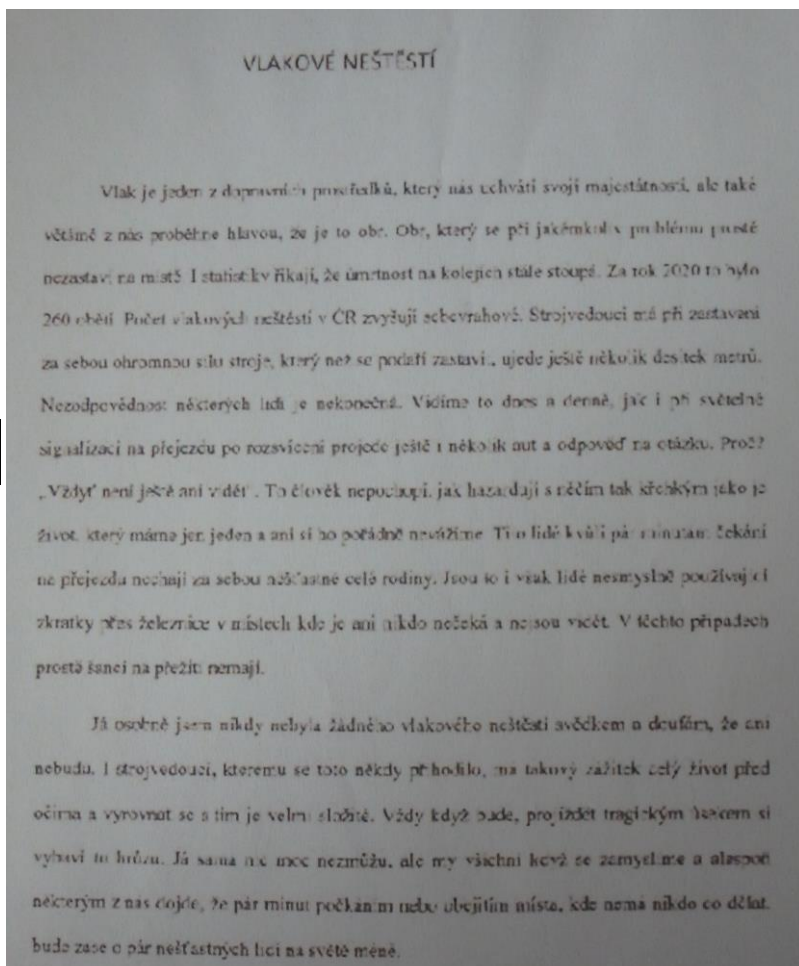 VLAKOVÉ NEŠTĚSTÍ
Vlak je jeden z dopravních prostředků, který nás uchvátí svojí majestátností, ale také
většině z nás proběhne hlavou, že je to obr. Obr, který se při jakémkoliv problému prostě
nezastaví na místě. I statistiky říkají, že úmrtnost na kolejích stále stoupá. Za rok 2020 to bylo
260 obětí. Počet vlakových neštěstí v ČR zvyšují sebevrahové. Strojvedoucí má při zastavení
za sebou ohromnou sílu stroje, který než se podaří zastavit, ujede ještě několik desítek metrů.
Nezodpovědnost některých lidí je nekonečná. Vidíme to dnes a denně, jak i při světelné
signalizaci na přejezdu po rozsvícení projede ještě i několik aut a odpověď na otázku. Proč?
„Vždyť není ještě ani vidět". To člověk nepochopí, jak hazardují s něčím tak křehkým jako je
život, který máme jen jeden a ani si ho pořádně nevážíme. Tito lidé kvůli pár minutám čekání
na přejezdu nechají za sebou nešťastné celé rodiny. Jsou to i však lidé nesmyslně používající
zkratky přes železnice v místech kde je ani nikdo nečeká a nejsou vidět. V těchto případech
prostě šanci na přežití nemají.
Já osobně jsem nikdy nebyla žádného vlakového neštěstí svědkem a doufám, že ani
nebudu. I strojvedoucí, kterému se toto někdy přihodilo, má takový zážitek celý život před
očima a vyrovnat se s tím je velmi složité. Vždy když bude, projíždět tragickým úsekem si
vybaví tu hrůzu. Já sama nic moc nezmůžu, ale my všichni když se zamyslíme a alespoň
některým z nás dojde, že pár minut počkáním nebo obejitím místa, kde nemá nikdo co dělat,
bude zase o pár nešťastných lidí na světě méně.